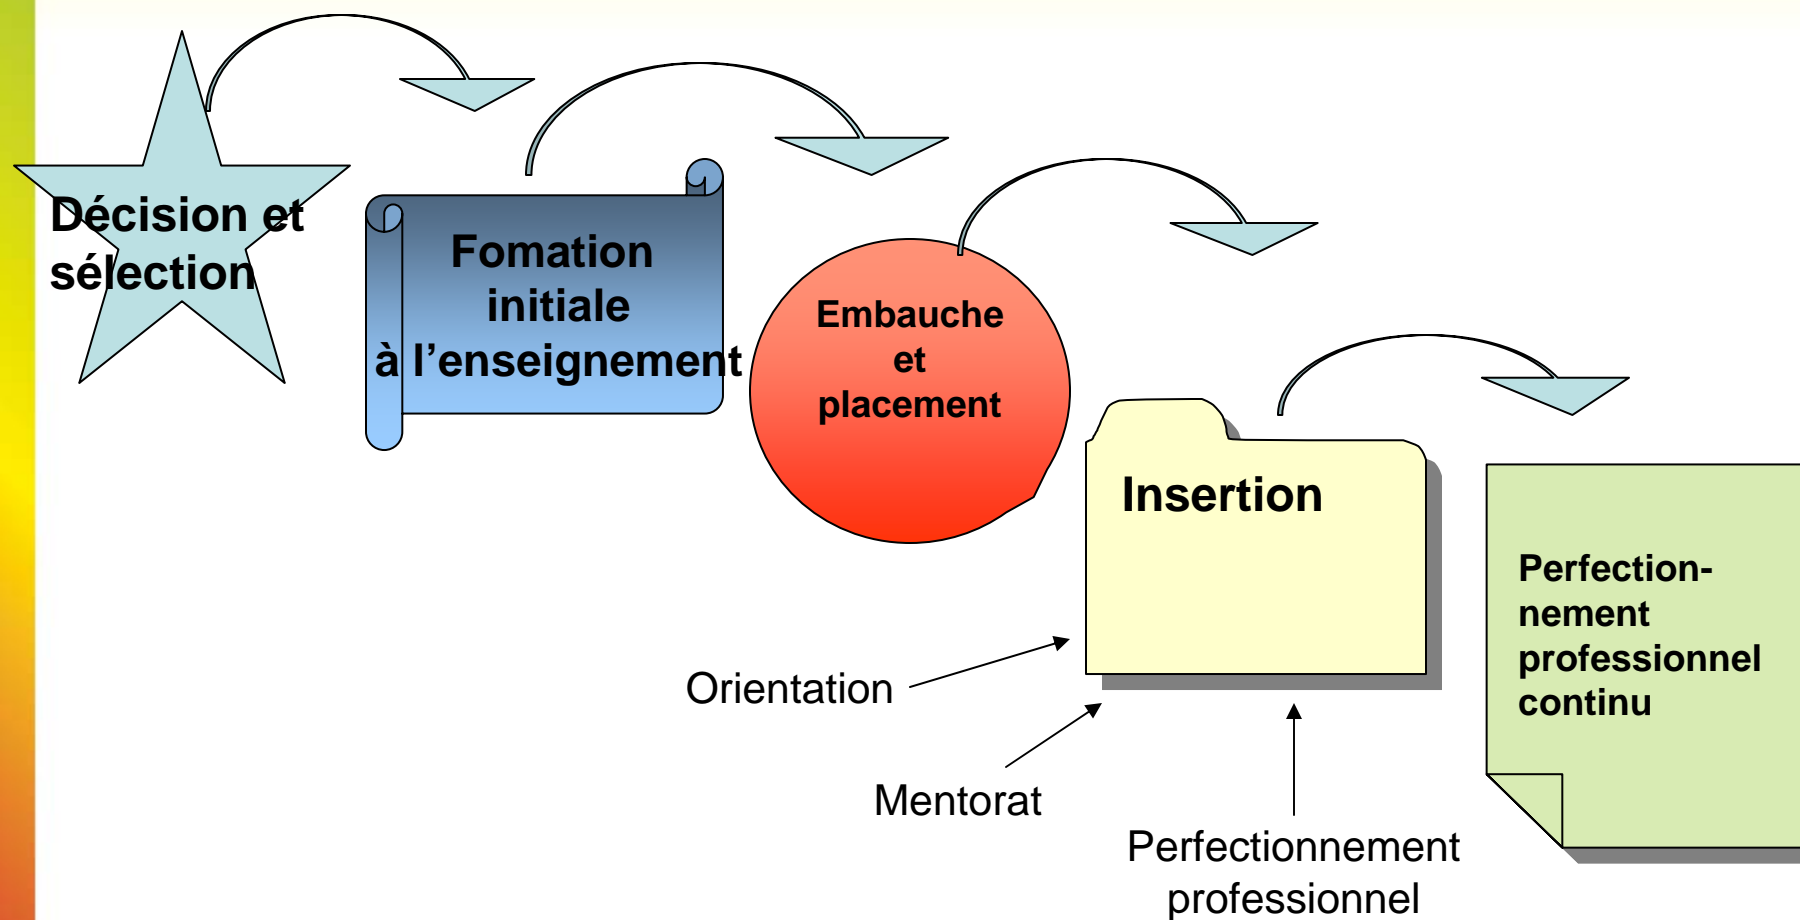 Décision et
sélection
Fomation
initiale
à l’enseignement
Embauche
et
placement
Insertion
Perfection-
nement
professionnel
continu
Orientation
Mentorat
Perfectionnement
professionnel